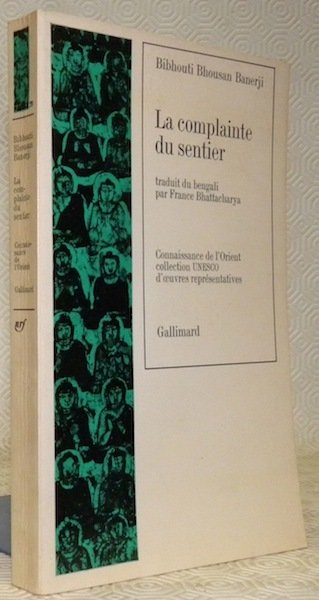 Bibhouti
Bhousan
Banerji
La
com-
plainte
du
sentier
Connais-
sance
de
l'Orient
Gallimard
nrf
Bibhouti Bhousan Banerji
La complainte
du sentier
traduit du bengali
par France Bhattacharya
Connaissance de l'Orient
collection UNESCO
d'œuvres représentatives
Gallimard